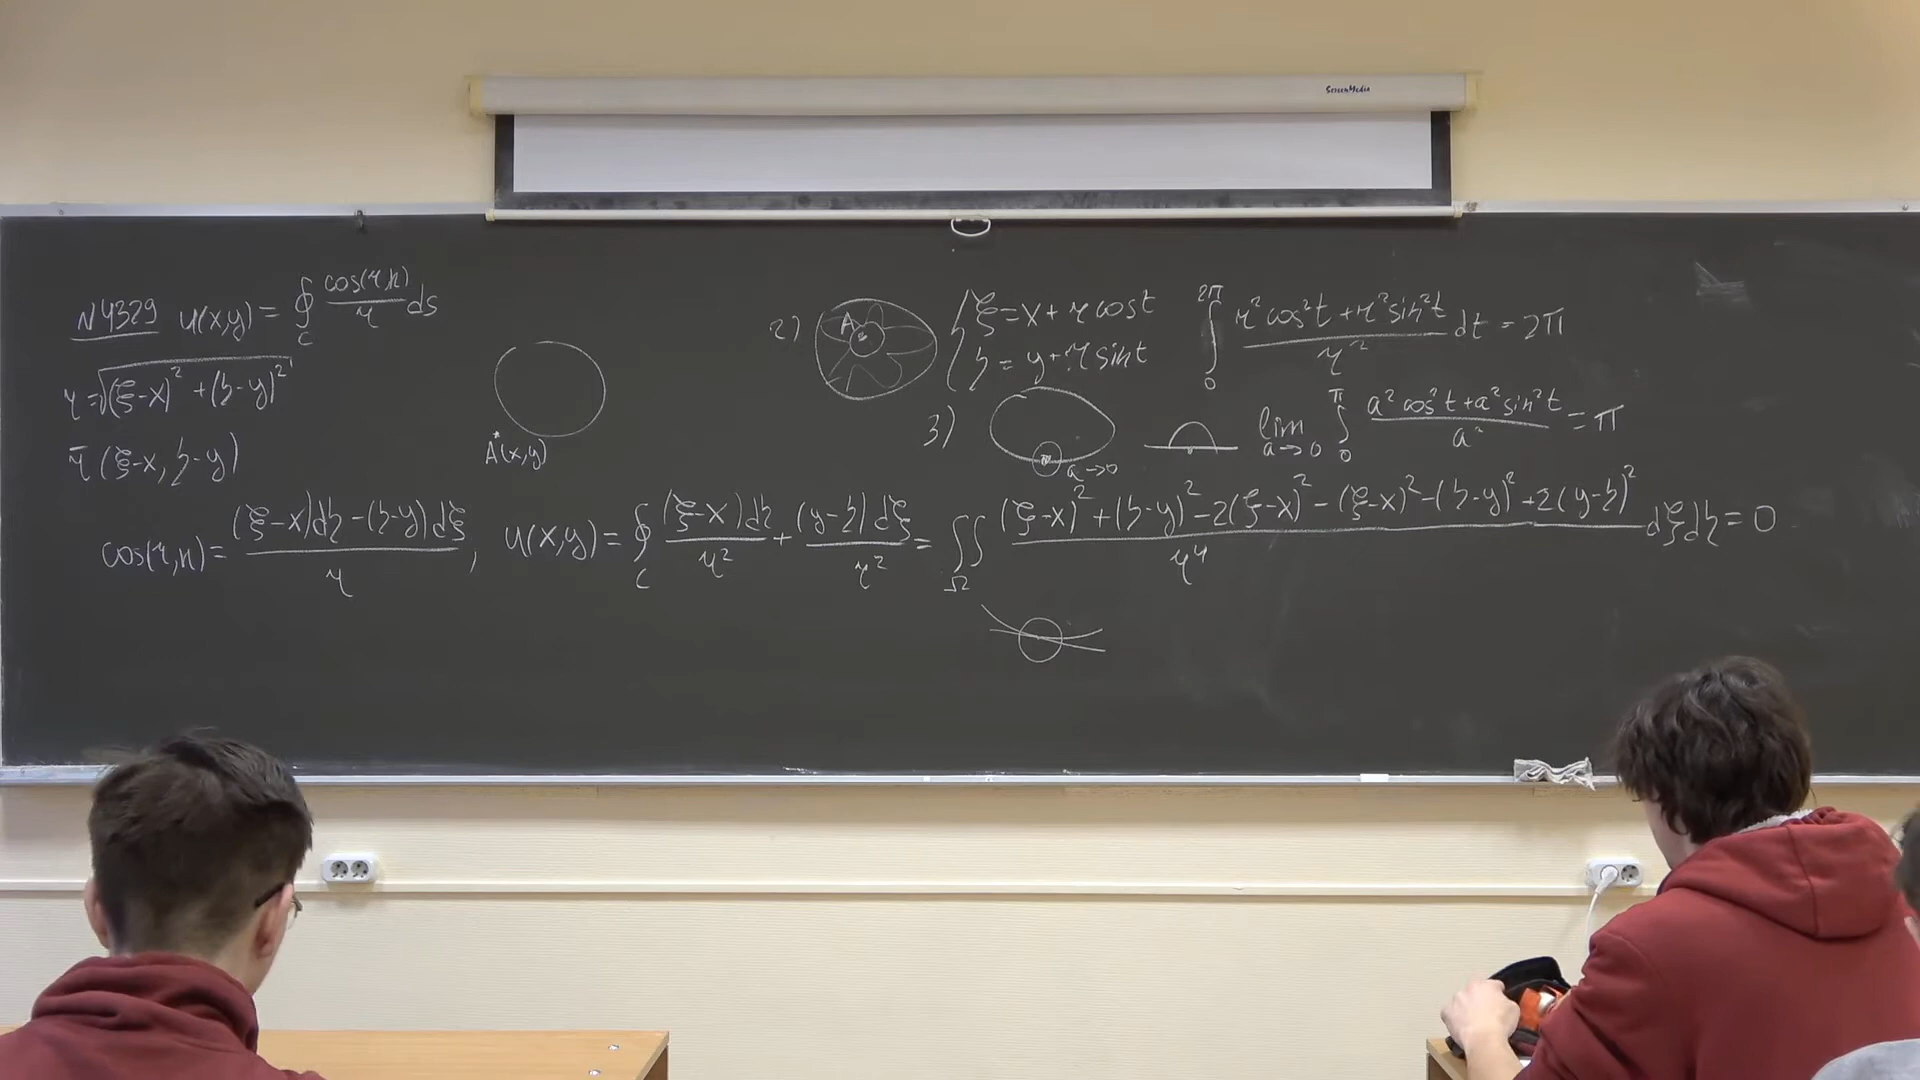 ScreenMedia
N4329 u(x,y) = ∮_C cos(r,n)/r ds
r = √((ξ-x)² + (η-y)²)
r̄ (ξ-x, η-y)
A(x,y)
cos(r,n) = ((ξ-x)dη - (η-y)dξ)/r , u(x,y) = ∮_C (ξ-x)dη/r² + (y-η)dξ/r² = ∬_Ω ((ξ-x)² + (η-y)² - 2(ξ-x)² - (ξ-x)² - (η-y)² + 2(y-η)²)/r⁴ dξdη = 0
2) A { ξ = x + r cos t
η = y + r sin t
∫_0^{2π} (r² cos² t + r² sin² t)/r² dt = 2π
3) a→0 lim_{a→0} ∫_0^π (a² cos² t + a² sin² t)/a² = π